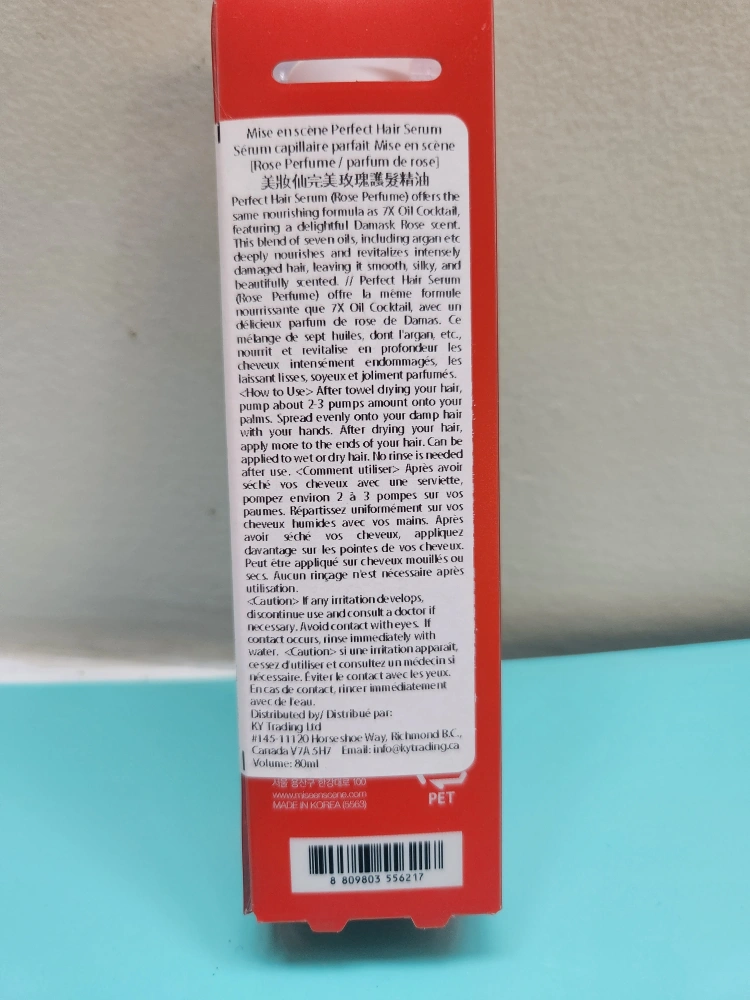 Mise en scène Perfect Hair Serum
Sérum capillaire parfait Mise en scène
[Rose Perfume / parfum de rose]
美妝仙完美玫瑰護髮精油
Perfect Hair Serum (Rose Perfume) offers the
same nourishing formula as 7X Oil Cocktail,
featuring a delightful Damask Rose scent.
This blend of seven oils, including argan etc
deeply nourishes and revitalizes intensely
damaged hair, leaving it smooth, silky, and
beautifully scented. // Perfect Hair Serum
(Rose Perfume) offre la même formule
nourrissante que 7X Oil Cocktail, avec un
délicieux parfum de rose de Damas. Ce
mélange de sept huiles, dont l'argan, etc.,
nourrit et revitalise en profondeur les
cheveux intensément endommagés, les
laissant lisses, soyeux et joliment parfumés.
<How to Use> After towel drying your hair,
pump about 2-3 pumps amount onto your
palms. Spread evenly onto your damp hair
with your hands. After drying your hair,
apply more to the ends of your hair. Can be
applied to wet or dry hair. No rinse is needed
after use. <Comment utiliser> Après avoir
séché vos cheveux avec une serviette,
pompez environ 2 à 3 pompes sur vos
paumes. Répartissez uniformément sur vos
cheveux humides avec vos mains. Après
avoir séché vos cheveux, appliquez
davantage sur les pointes de vos cheveux.
Peut être appliqué sur cheveux mouillés ou
secs. Aucun rinçage n'est nécessaire après
utilisation.
<Caution> If any irritation develops,
discontinue use and consult a doctor if
necessary. Avoid contact with eyes. If
contact occurs, rinse immediately with
water. <Caution> si une irritation apparaît,
cessez d'utiliser et consultez un médecin si
nécessaire. Éviter le contact avec les yeux.
En cas de contact, rincer immédiatement
avec de l'eau.
Distributed by/ Distribué par:
KY Trading Ltd
#145-11120 Horseshoe Way, Richmond B.C.,
Canada V7A 5H7 Email: info@kytrading.ca
Volume: 80ml
서울 용산구 한강대로 100
www.miseenscene.com
MADE IN KOREA (5563)
PET
8 809803 556217